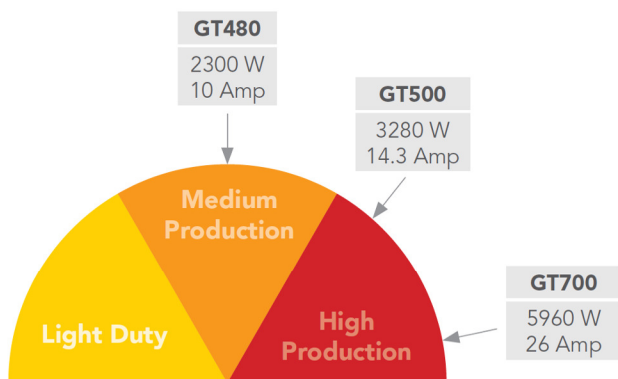 GT480
2300 W
10 Amp
GT500
3280 W
14.3 Amp
Medium
Production
GT700
5960 W
26 Amp
Light Duty
High
Production